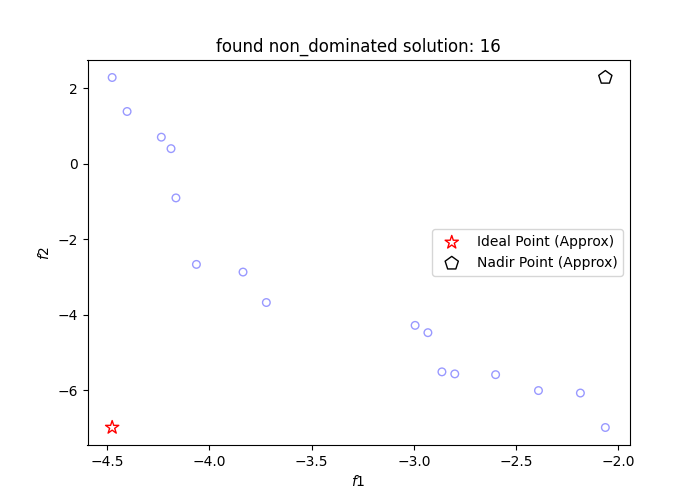 found non_dominated solution: 16
2
0
−2
−4
−6
f2
Ideal Point (Approx)
Nadir Point (Approx)
−4.5
−4.0
−3.5
−3.0
−2.5
−2.0
f1